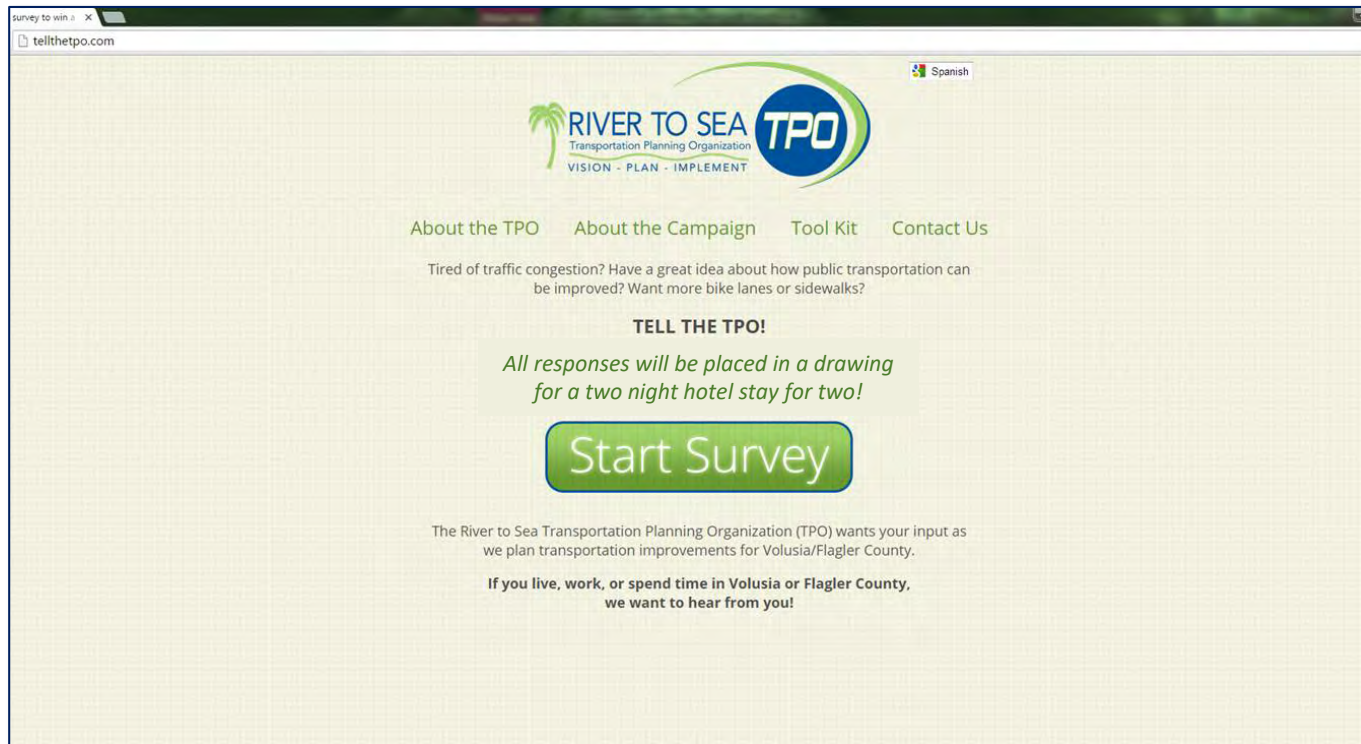 survey to win a
tellthetpo.com
Spanish
RIVER TO SEA
Transportation Planning Organization
VISION - PLAN - IMPLEMENT
TPO
About the TPO About the Campaign Tool Kit Contact Us
Tired of traffic congestion? Have a great idea about how public transportation can
be improved? Want more bike lanes or sidewalks?
TELL THE TPO!
All responses will be placed in a drawing
for a two night hotel stay for two!
Start Survey
The River to Sea Transportation Planning Organization (TPO) wants your input as
we plan transportation improvements for Volusia/Flagler County.
If you live, work, or spend time in Volusia or Flagler County,
we want to hear from you!